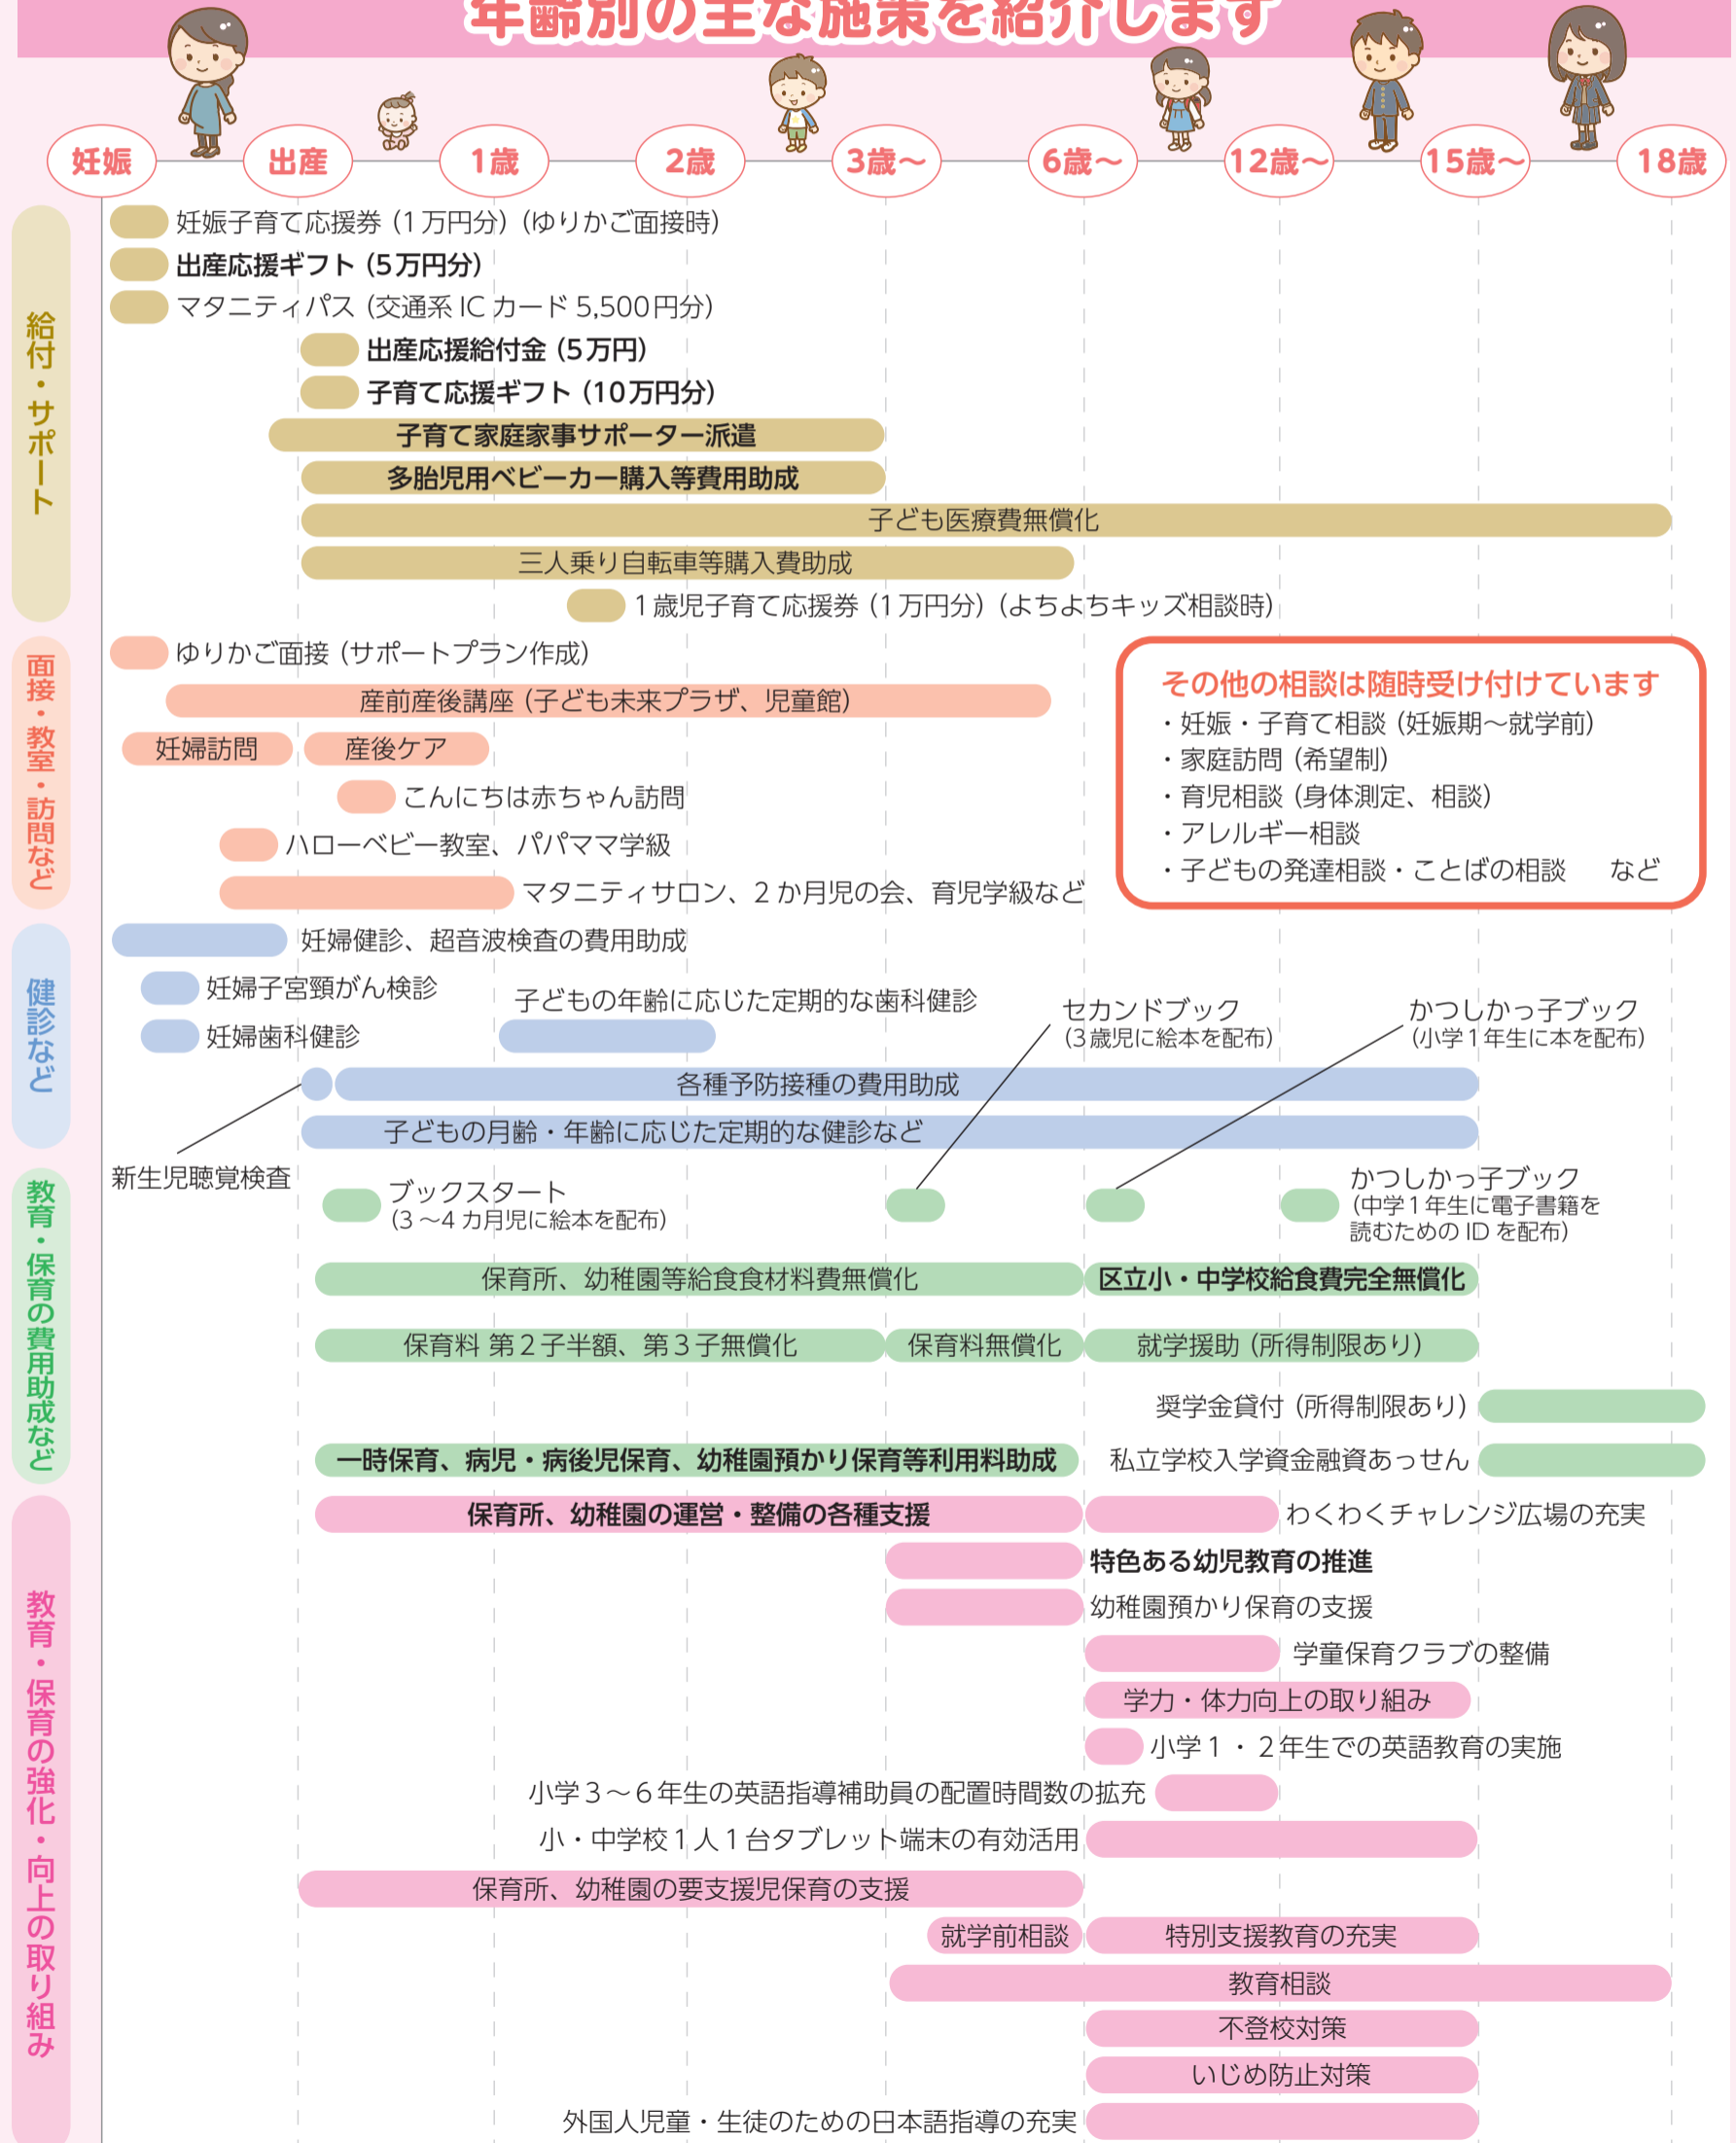 年齢別の主な施策を紹介します
妊娠
出産
1歳
2歳
3歳〜
6歳〜
12歳〜
15歳〜
18歳
給付・サポート
妊娠子育て応援券（1万円分）（ゆりかご面接時）
出産応援ギフト（5万円分）
マタニティパス（交通系ICカード5,500円分）
出産応援給付金（5万円）
子育て応援ギフト（10万円分）
子育て家庭家事サポーター派遣
多胎児用ベビーカー購入等費用助成
子ども医療費無償化
三人乗り自転車等購入費助成
1歳児子育て応援券（1万円分）（よちよちキッズ相談時）
面接・教室・訪問など
ゆりかご面接（サポートプラン作成）
産前産後講座（子ども未来プラザ、児童館）
妊婦訪問
産後ケア
こんにちは赤ちゃん訪問
ハローベビー教室、パパママ学級
マタニティサロン、2か月児の会、育児学級など
その他の相談は随時受け付けています
・妊娠・子育て相談（妊娠期〜就学前）
・家庭訪問（希望制）
・育児相談（身体測定、相談）
・アレルギー相談
・子どもの発達相談・ことばの相談　など
健診など
妊婦健診、超音波検査の費用助成
妊婦子宮頸がん検診
妊婦歯科健診
子どもの年齢に応じた定期的な歯科健診
各種予防接種の費用助成
子どもの月齢・年齢に応じた定期的な健診など
新生児聴覚検査
教育・保育の費用助成など
セカンドブック
（3歳児に絵本を配布）
かつしかっ子ブック
（小学1年生に本を配布）
ブックスタート
（3〜4カ月児に絵本を配布）
かつしかっ子ブック
（中学1年生に電子書籍を
読むためのIDを配布）
保育所、幼稚園等給食食材料費無償化
区立小・中学校給食費完全無償化
保育料 第2子半額、第3子無償化
保育料無償化
就学援助（所得制限あり）
奨学金貸付（所得制限あり）
一時保育、病児・病後児保育、幼稚園預かり保育等利用料助成
私立学校入学資金融資あっせん
教育・保育の強化・向上の取り組み
保育所、幼稚園の運営・整備の各種支援
わくわくチャレンジ広場の充実
特色ある幼児教育の推進
幼稚園預かり保育の支援
学童保育クラブの整備
学力・体力向上の取り組み
小学1・2年生での英語教育の実施
小学3〜6年生の英語指導補助員の配置時間数の拡充
小・中学校1人1台タブレット端末の有効活用
保育所、幼稚園の要支援児保育の支援
就学前相談
特別支援教育の充実
教育相談
不登校対策
いじめ防止対策
外国人児童・生徒のための日本語指導の充実